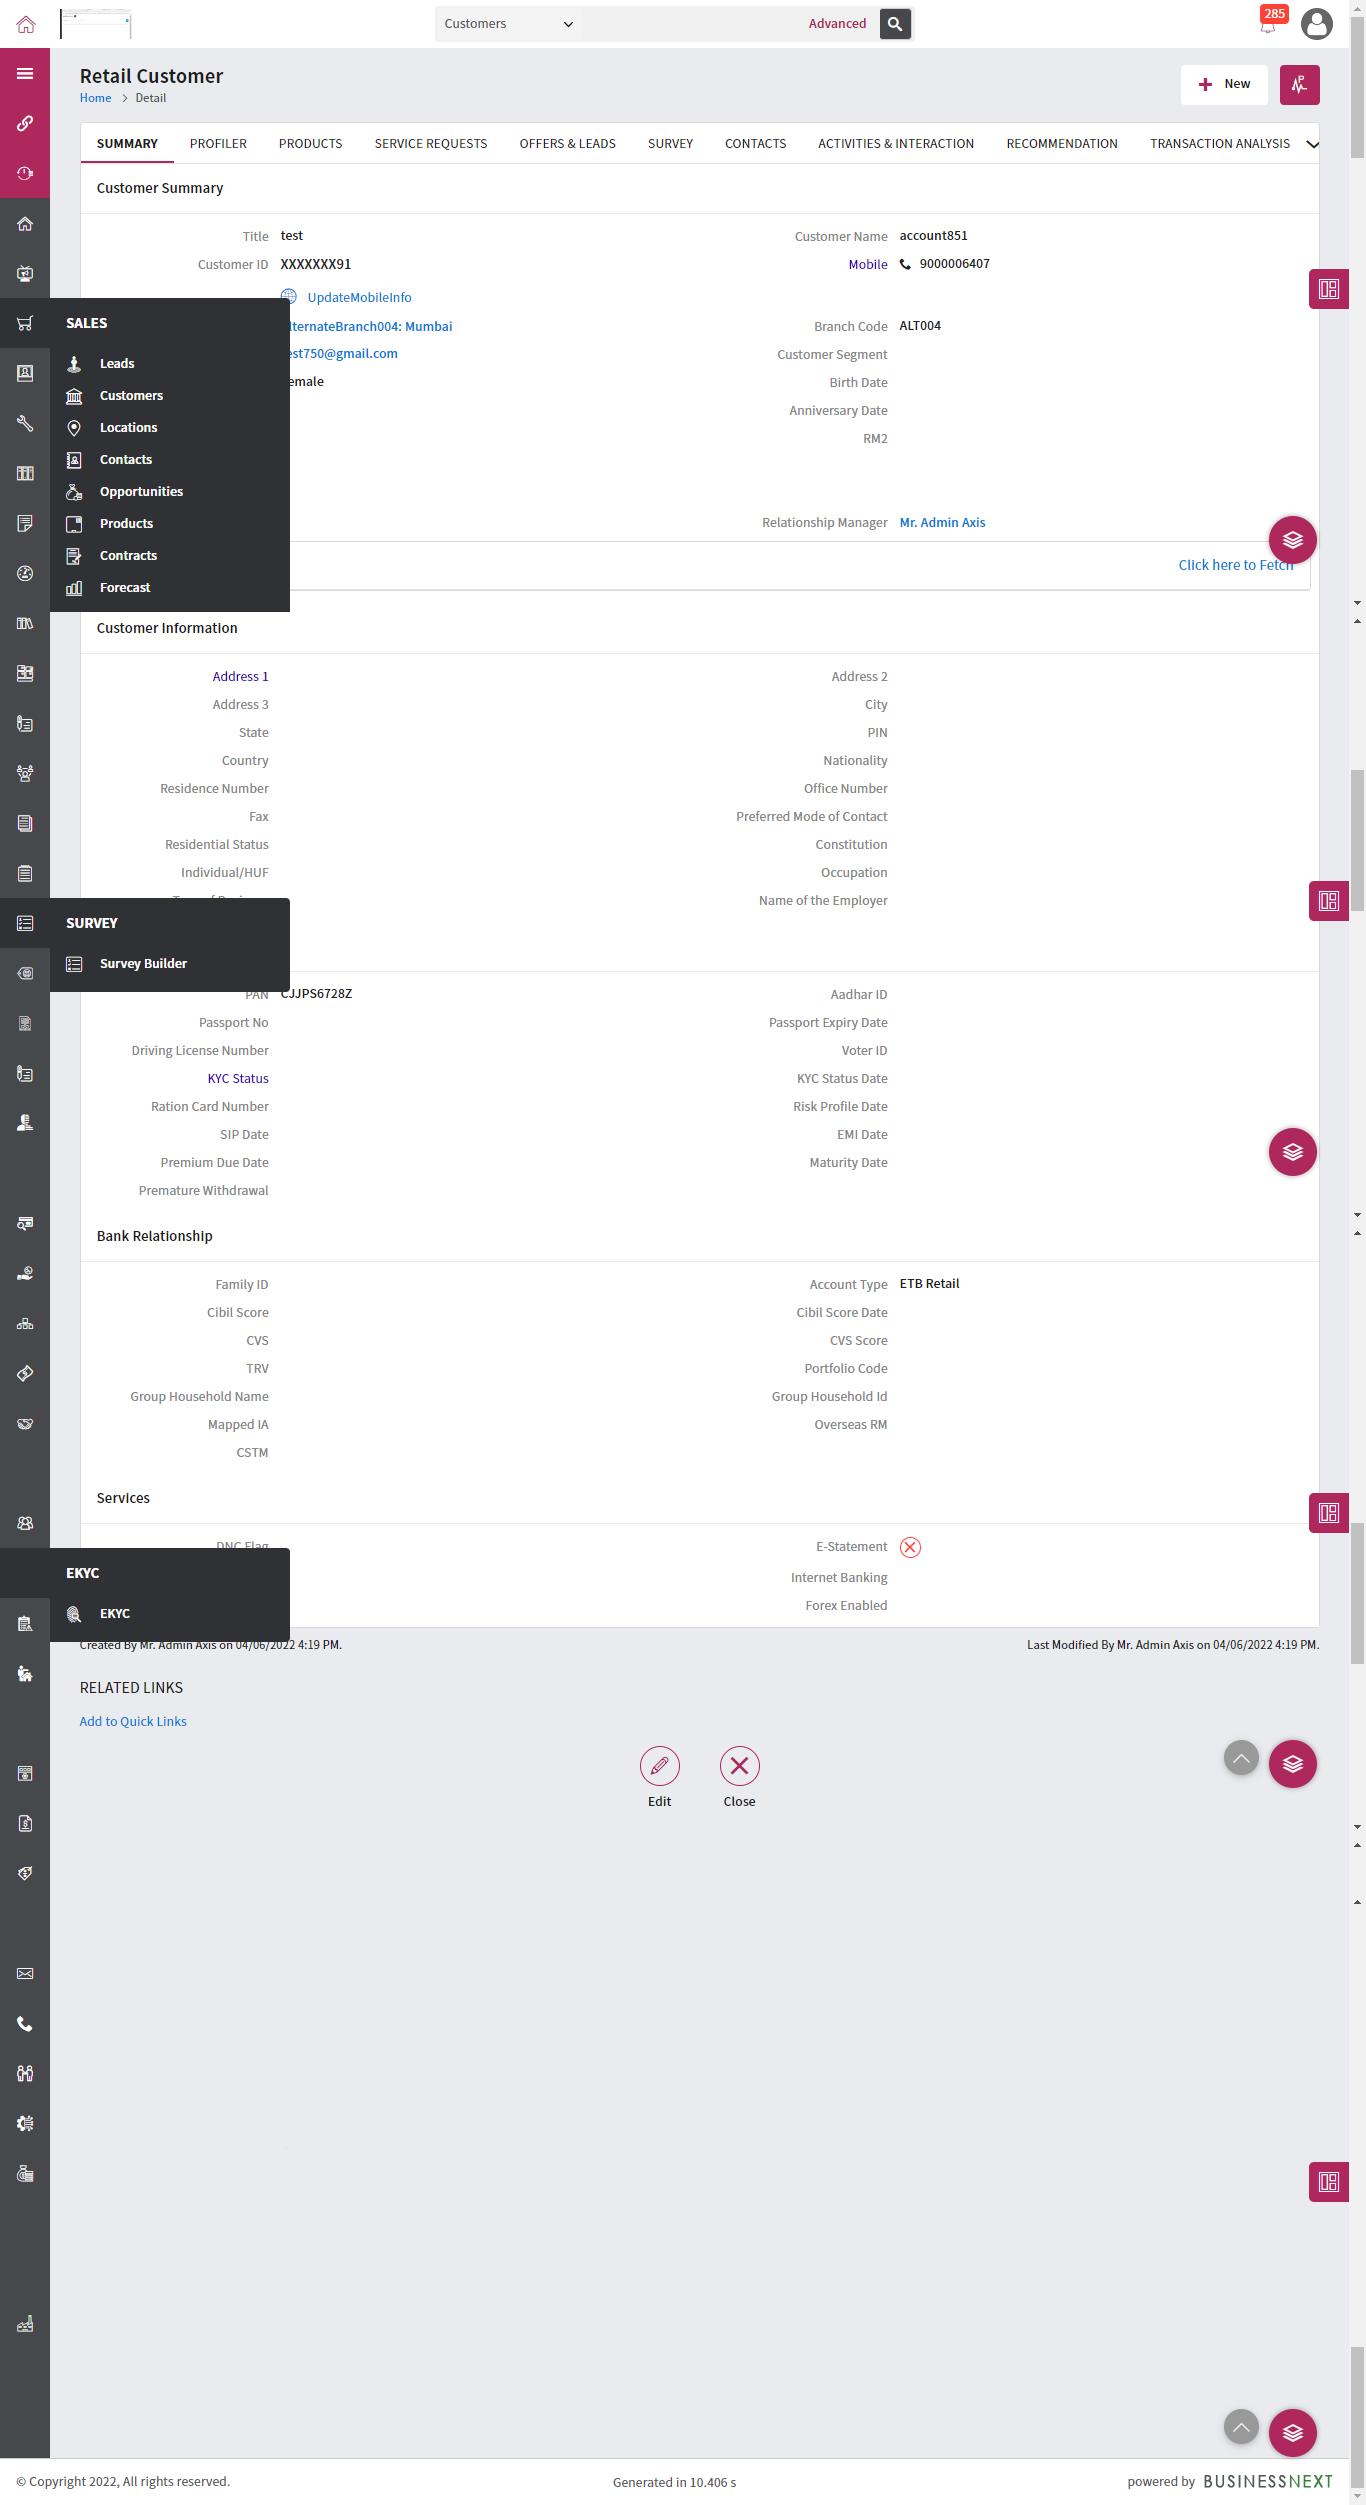 Customers
Advanced
285
Retail Customer
Home > Detail
New
SUMMARY PROFILER PRODUCTS SERVICE REQUESTS OFFERS & LEADS SURVEY CONTACTS ACTIVITIES & INTERACTION RECOMMENDATION TRANSACTION ANALYSIS
Customer Summary
Title test Customer Name account851
Customer ID XXXXXXX91 Mobile 9000006407
UpdateMobileInfo
SALES
lternateBranch004: Mumbai Branch Code ALT004
est750@gmail.com Customer Segment
emale Birth Date
Anniversary Date
RM2
Relationship Manager Mr. Admin Axis
Click here to Fetch
Leads
Customers
Locations
Contacts
Opportunities
Products
Contracts
Forecast
Customer Information
Address 1 Address 2
Address 3 City
State PIN
Country Nationality
Residence Number Office Number
Fax Preferred Mode of Contact
Residential Status Constitution
Individual/HUF Occupation
Name of the Employer
SURVEY
Survey Builder
PAN CJJPS6728Z Aadhar ID
Passport No Passport Expiry Date
Driving License Number Voter ID
KYC Status KYC Status Date
Ration Card Number Risk Profile Date
SIP Date EMI Date
Premium Due Date Maturity Date
Premature Withdrawal
Bank Relationship
Family ID Account Type ETB Retail
Cibil Score Cibil Score Date
CVS CVS Score
TRV Portfolio Code
Group Household Name Group Household Id
Mapped IA Overseas RM
CSTM
Services
DNC Flag E-Statement
Internet Banking
Forex Enabled
EKYC
EKYC
Created By Mr. Admin Axis on 04/06/2022 4:19 PM. Last Modified By Mr. Admin Axis on 04/06/2022 4:19 PM.
RELATED LINKS
Add to Quick Links
Edit Close
© Copyright 2022, All rights reserved. Generated in 10.406 s powered by BUSINESSNEXT